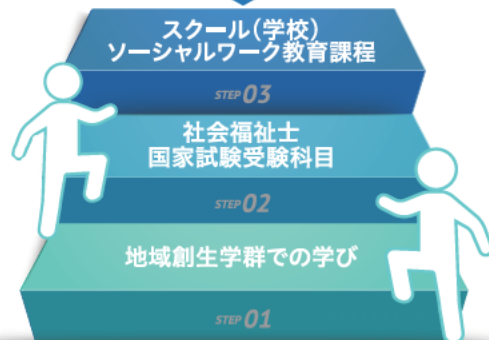 スクール(学校)
ソーシャルワーク教育課程
STEP 03
社会福祉士
国家試験受験科目
STEP 02
地域創生学群での学び
STEP 01